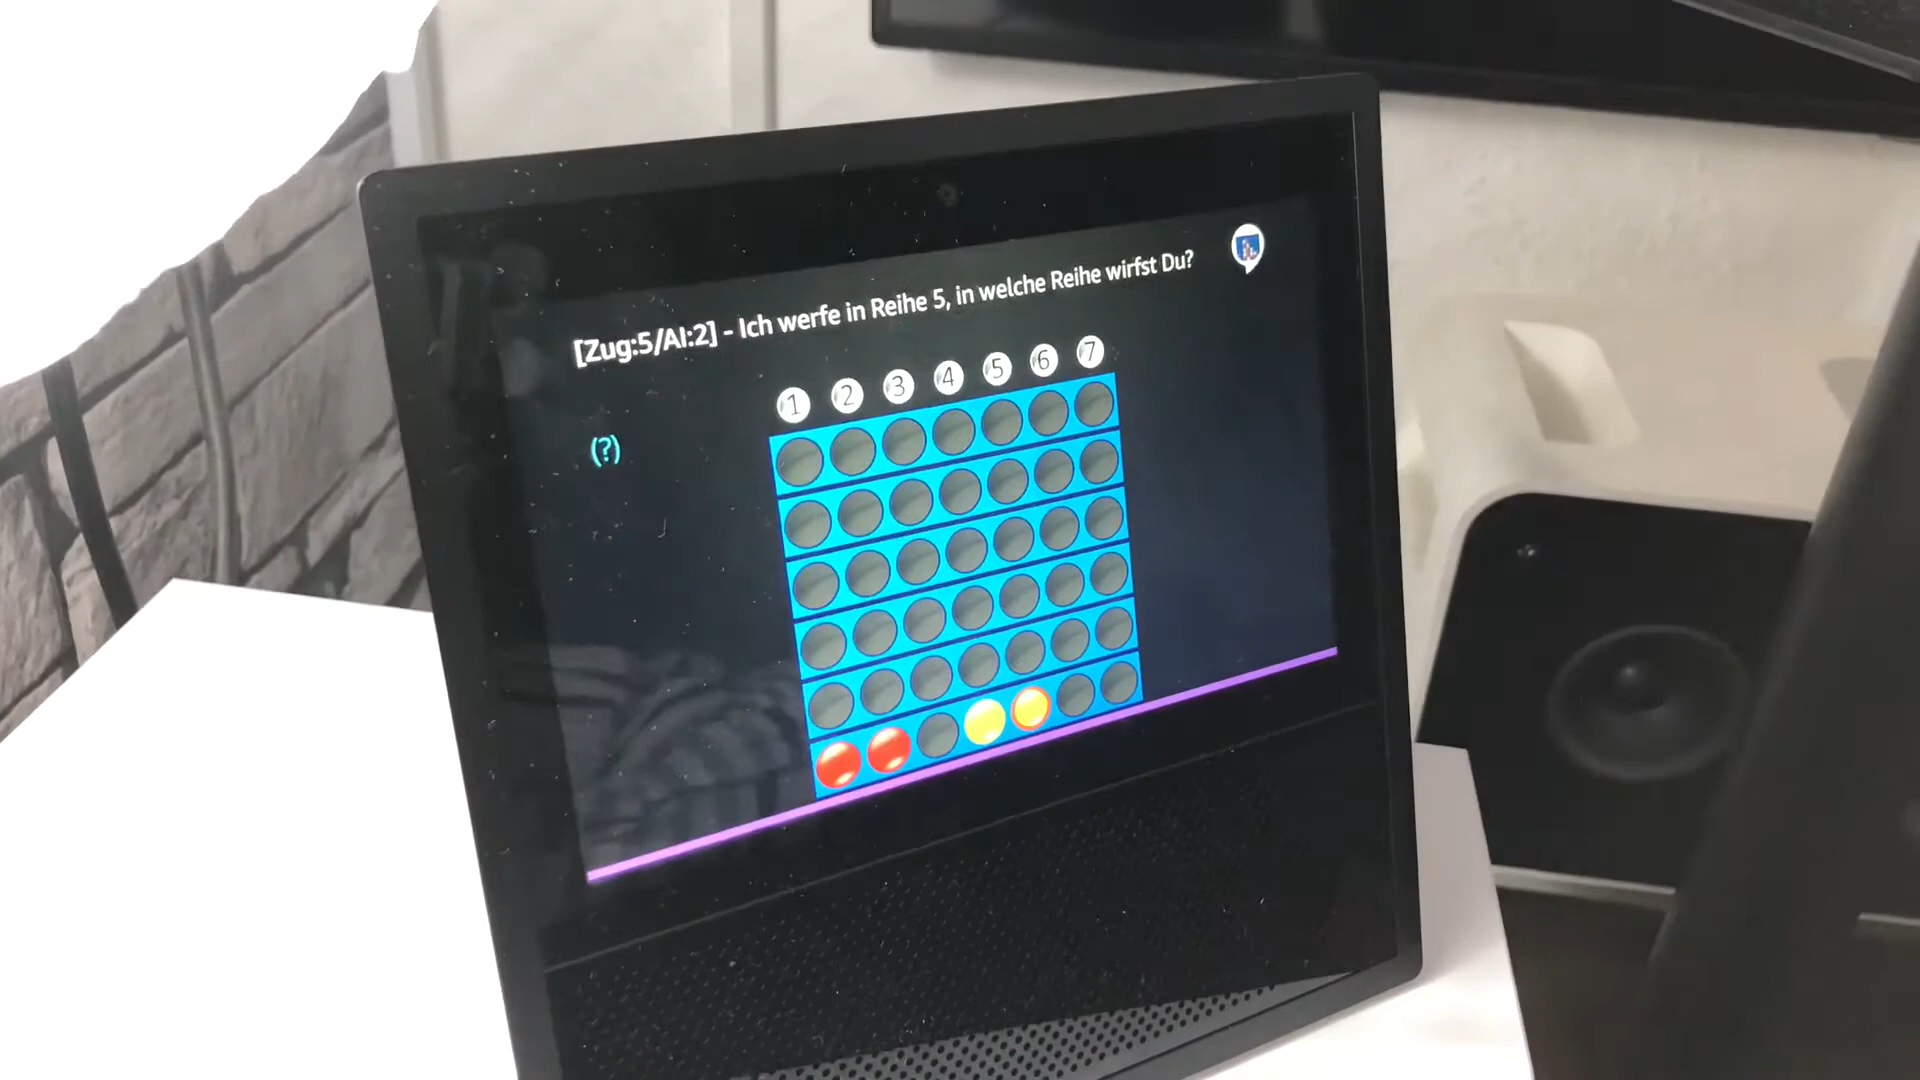 [Zug:5/AI:2] - Ich werfe in Reihe 5, in welche Reihe wirfst Du?
1 2 3 4 5 6 7
(?)